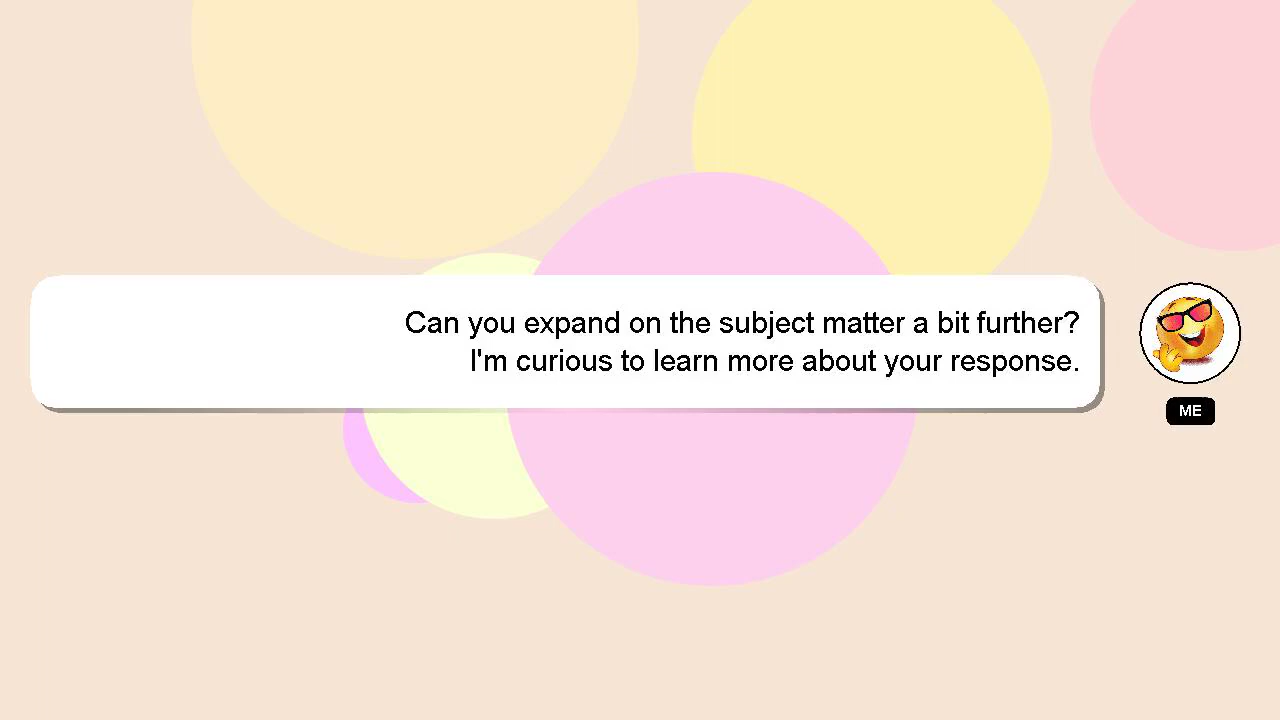 Can you expand on the subject matter a bit further?
I'm curious to learn more about your response.
ME